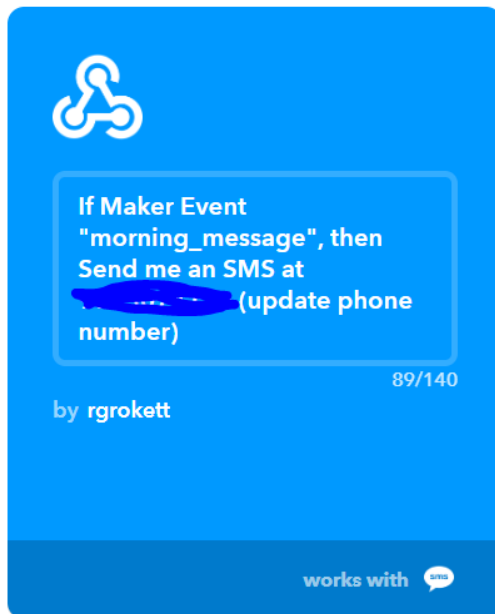 If Maker Event
"morning_message", then
Send me an SMS at
(update phone
number)
89/140
by rgrokett
works with
SMS